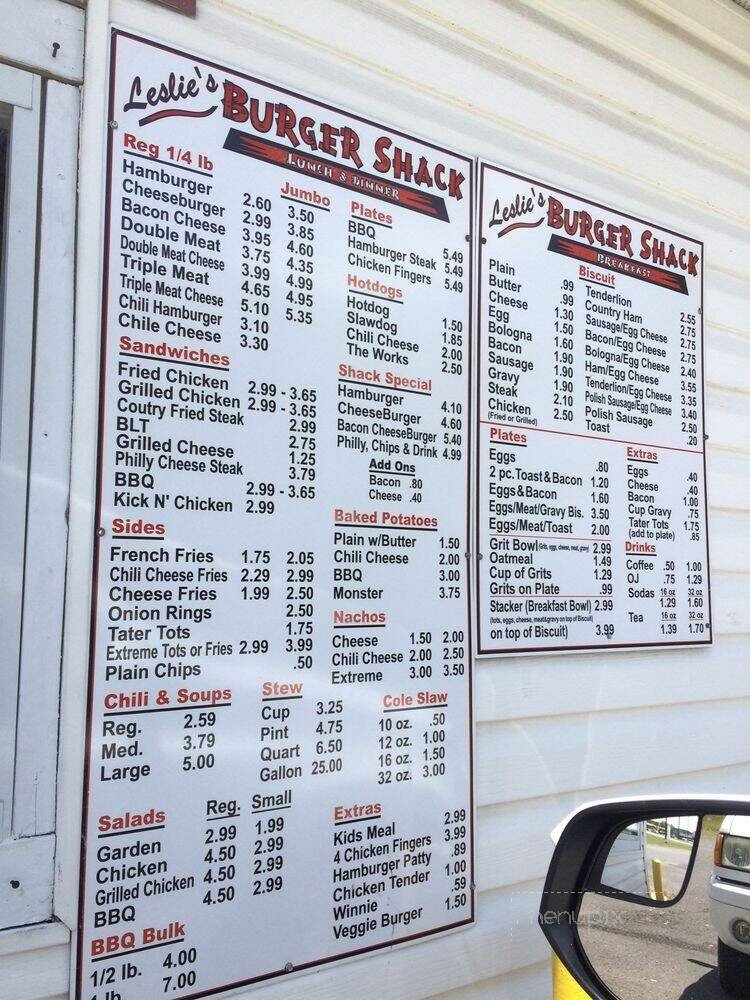 Leslie's BURGER SHACK
LUNCH & DINNER
Reg 1/4 lb Jumbo
Hamburger 2.60 3.50
Cheeseburger 2.99 3.85
Bacon Cheese 3.95 4.60
Double Meat 3.75 4.35
Double Meat Cheese 3.99 4.99
Triple Meat 4.65 4.95
Triple Meat Cheese 5.10 5.35
Chili Hamburger 3.10
Chile Cheese 3.30
Sandwiches
Fried Chicken 2.99 - 3.65
Grilled Chicken 2.99 - 3.65
Coutry Fried Steak 2.99
BLT 2.75
Grilled Cheese 1.25
Philly Cheese Steak 3.79
BBQ 2.99 - 3.65
Kick N' Chicken 2.99
Sides
French Fries 1.75 2.05
Chili Cheese Fries 2.29 2.99
Cheese Fries 1.99 2.50
Onion Rings 2.50
Tater Tots 1.75
Extreme Tots or Fries 2.99 3.99
Plain Chips .50
Plates
BBQ 5.49
Hamburger Steak 5.49
Chicken Fingers 5.49
Hotdogs
Hotdog 1.50
Slawdog 1.85
Chili Cheese 2.00
The Works 2.50
Shack Special
Hamburger 4.10
CheeseBurger 4.60
Bacon CheeseBurger 5.40
Philly, Chips & Drink 4.99
Add Ons
Bacon .80
Cheese .40
Baked Potatoes
Plain w/Butter 1.50
Chili Cheese 2.00
BBQ 3.00
Monster 3.75
Nachos
Cheese 1.50 2.00
Chili Cheese 2.00 2.50
Extreme 3.00 3.50
Chili & Soups
Reg. 2.59
Med. 3.79
Large 5.00
Stew
Cup 3.25
Pint 4.75
Quart 6.50
Gallon 25.00
Cole Slaw
10 oz. .50
12 oz. 1.00
16 oz. 1.50
32 oz. 3.00
Salads Reg. Small
Garden 2.99 1.99
Chicken 4.50 2.99
Grilled Chicken 4.50 2.99
BBQ 4.50 2.99
BBQ Bulk
1/2 lb. 4.00
1 lb 7.00
Extras
Kids Meal 2.99
4 Chicken Fingers 3.99
Hamburger Patty .89
Chicken Tender 1.00
Winnie .59
Veggie Burger 1.50
Leslie's BURGER SHACK
BREAKFAST
Biscuit
Plain .99
Butter .99
Cheese 1.30
Egg 1.50
Bologna 1.60
Bacon 1.90
Sausage 1.90
Gravy 1.90
Steak 2.10
Chicken 2.50
(Fried or Grilled)
Tenderlion 2.55
Country Ham 2.75
Sausage/Egg Cheese 2.75
Bacon/Egg Cheese 2.75
Bologna/Egg Cheese 2.40
Ham/Egg Cheese 3.55
Tenderlion/Egg Cheese 3.35
Polish Sausage/Egg Cheese 3.40
Polish Sausage 2.50
Toast .20
Plates
Eggs .80
2 pc. Toast & Bacon 1.20
Eggs & Bacon 1.60
Eggs/Meat/Gravy Bis. 3.50
Eggs/Meat/Toast 2.00
Grit Bowl (Grits, eggs, cheese, meat, gravy) 2.99
Oatmeal 1.49
Cup of Grits 1.29
Grits on Plate .99
Stacker (Breakfast Bowl) 2.99
(tots, eggs, cheese, meat&gravy on top of Biscuit)
on top of Biscuit) 3.99
Extras
Eggs .40
Cheese .40
Bacon 1.00
Cup Gravy .75
Tater Tots 1.75
(add to plate) .85
Drinks
Coffee .50 1.00
OJ .75 1.29
Sodas 16 oz 32 oz
1.29 1.60
Tea 16 oz 32 oz
1.39 1.70
menupix